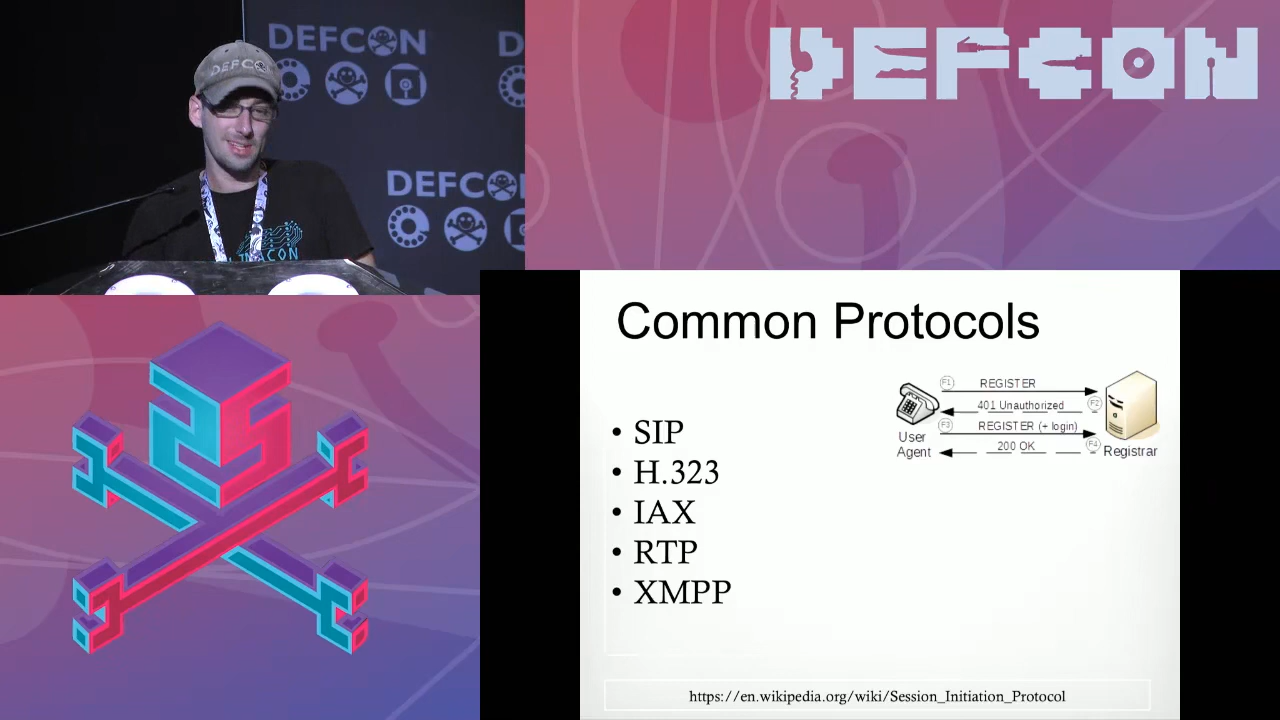 DEFCON
DEFCON
D
DEFCON
DEFCON
Common Protocols
• SIP
• H.323
• IAX
• RTP
• XMPP
F1 REGISTER
401 Unauthorized F2
F3 REGISTER (+ login)
200 OK F4
User
Agent
Registrar
https://en.wikipedia.org/wiki/Session_Initiation_Protocol